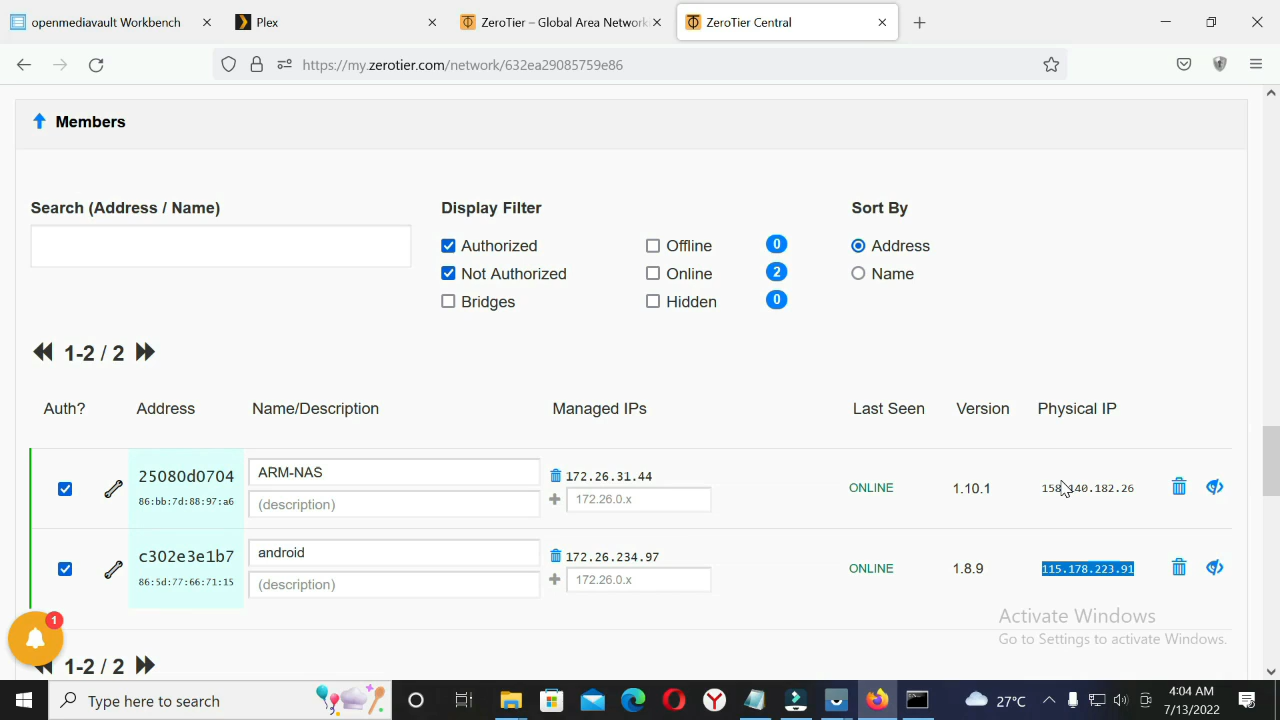 openmediavault Workbench
Plex
ZeroTier – Global Area Network
ZeroTier Central
https://my.zerotier.com/network/632ea29085759e86
Members
Search (Address / Name)
Display Filter
Sort By
Authorized
Offline
0
Address
Not Authorized
Online
2
Name
Bridges
Hidden
0
1-2 / 2
Auth?
Address
Name/Description
Managed IPs
Last Seen
Version
Physical IP
25080d0704
86:bb:7d:88:97:a6
ARM-NAS
(description)
172.26.31.44
172.26.0.x
ONLINE
1.10.1
c302e3e1b7
86:5d:77:66:71:15
android
(description)
172.26.234.97
172.26.0.x
ONLINE
1.8.9
115.178.223.91
Activate Windows
Go to Settings to activate Windows.
1
1-2 / 2
Type here to search
27°C
4:04 AM
7/13/2022